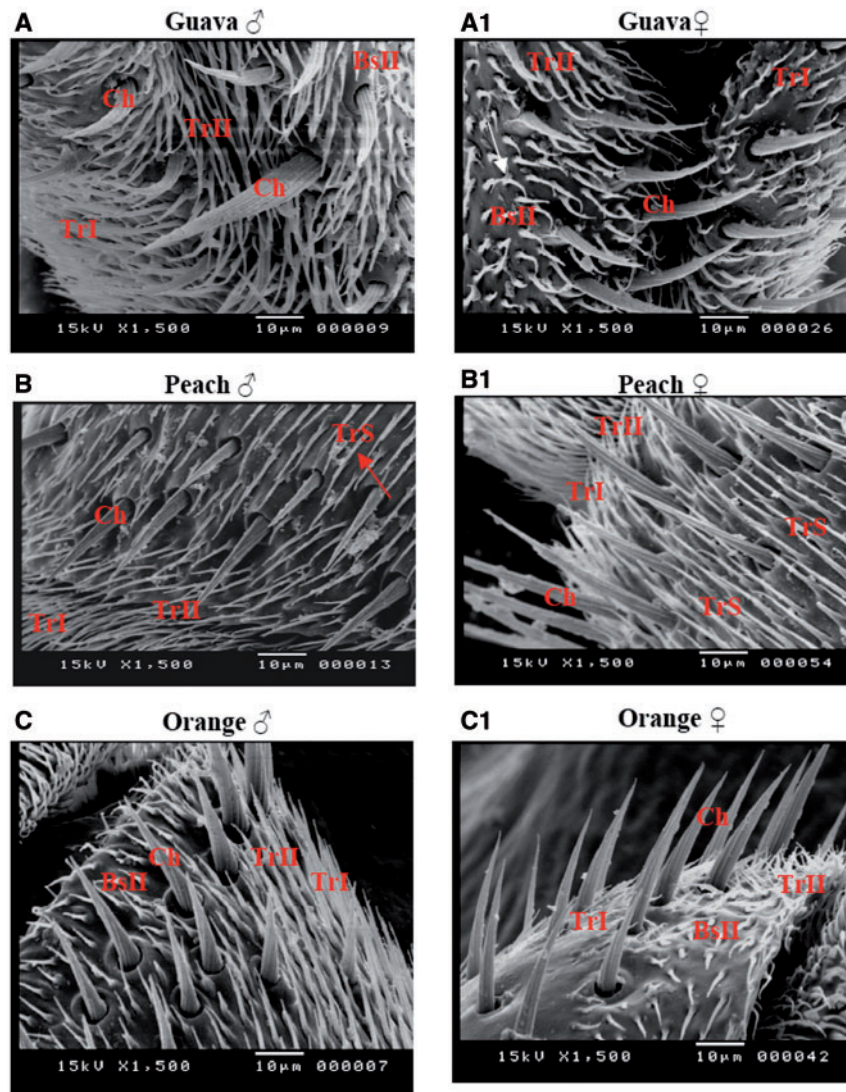 A Guava ♂
BsII
Ch
TrII
Ch
TrI
15kV X1,500 10μm 000009
A1 Guava♀
TrII
TrI
BsII
Ch
15kV X1,500 10μm 000026
B Peach ♂
TrS
Ch
TrII
TrI
15kV X1,500 10μm 000013
B1 Peach ♀
TrII
TrI
TrS
Ch
TrS
15kV X1,500 10μm 000054
C Orange ♂
Ch
BsII
TrII
TrI
15kV X1,500 10μm 000007
C1 Orange ♀
Ch
TrII
TrI
BsII
15kV X1,500 10μm 000042